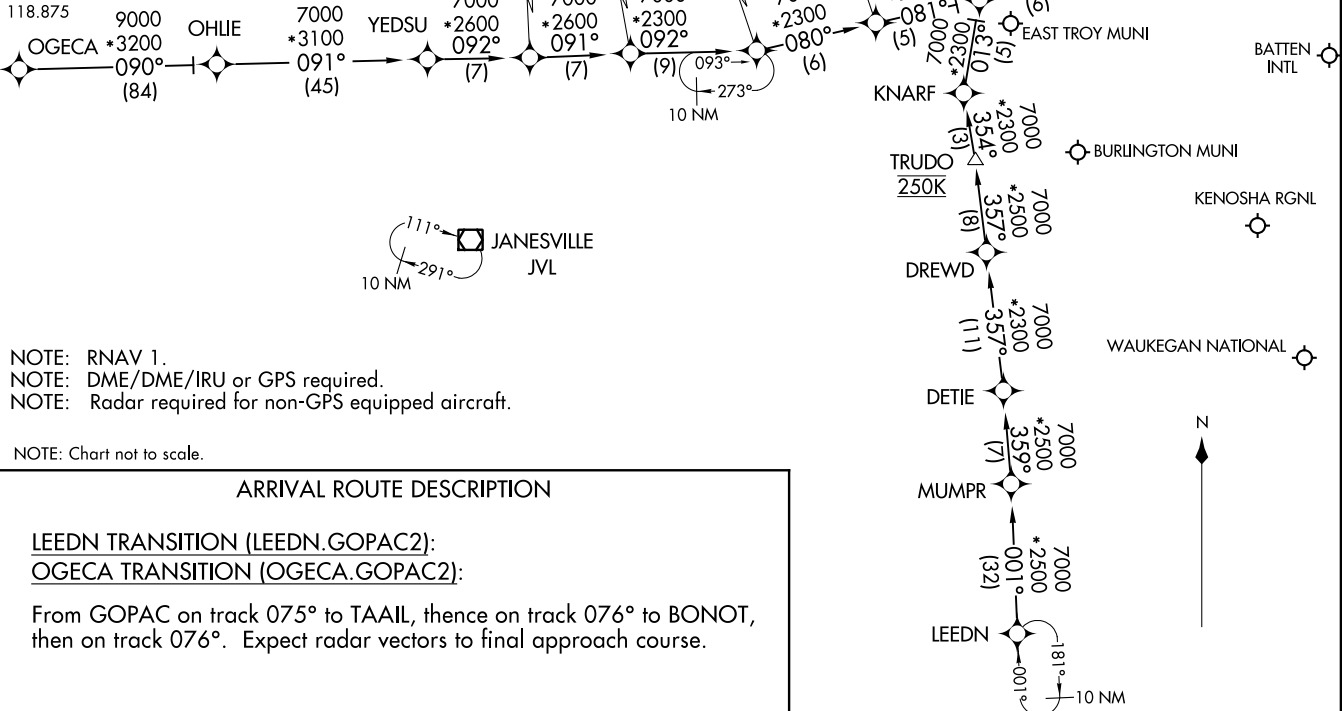 118.875
OGECA
9000
*3200
090°
(84)
OHLIE
7000
*3100
091°
(45)
YEDSU
7000
*2600
092°
(7)
7000
*2600
091°
(7)
7000
*2300
092°
(9)
093°
273°
10 NM
*2300
080°
(6)
081°
(5)
7000
*2300
013°
(5)
(6)
EAST TROY MUNI
BATTEN
INTL
KNARF
7000
*2300
354°
(3)
TRUDO
250K
BURLINGTON MUNI
KENOSHA RGNL
7000
*2500
357°
(8)
DREWD
111°
291°
10 NM
JANESVILLE
JVL
7000
*2300
357°
(11)
WAUKEGAN NATIONAL
DETIE
7000
*2500
359°
(7)
MUMPR
N
7000
*2500
001°
(32)
LEEDN
181°
001°
10 NM
NOTE: RNAV 1.
NOTE: DME/DME/IRU or GPS required.
NOTE: Radar required for non-GPS equipped aircraft.
NOTE: Chart not to scale.
ARRIVAL ROUTE DESCRIPTION
LEEDN TRANSITION (LEEDN.GOPAC2):
OGECA TRANSITION (OGECA.GOPAC2):
From GOPAC on track 075° to TAAIL, thence on track 076° to BONOT,
then on track 076°. Expect radar vectors to final approach course.